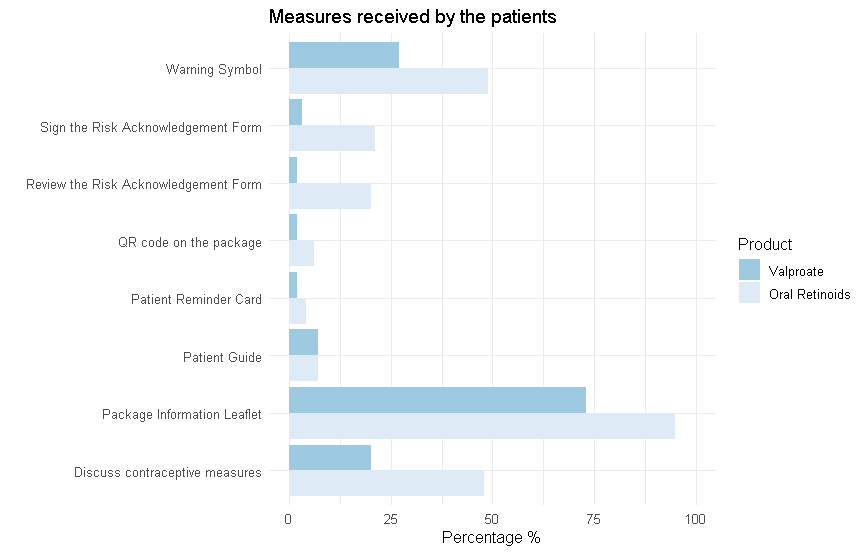 Measures received by the patients
Warning Symbol
Sign the Risk Acknowledgement Form
Review the Risk Acknowledgement Form
QR code on the package
Patient Reminder Card
Patient Guide
Package Information Leaflet
Discuss contraceptive measures
0 25 50 75 100
Percentage %
Product
Valproate
Oral Retinoids